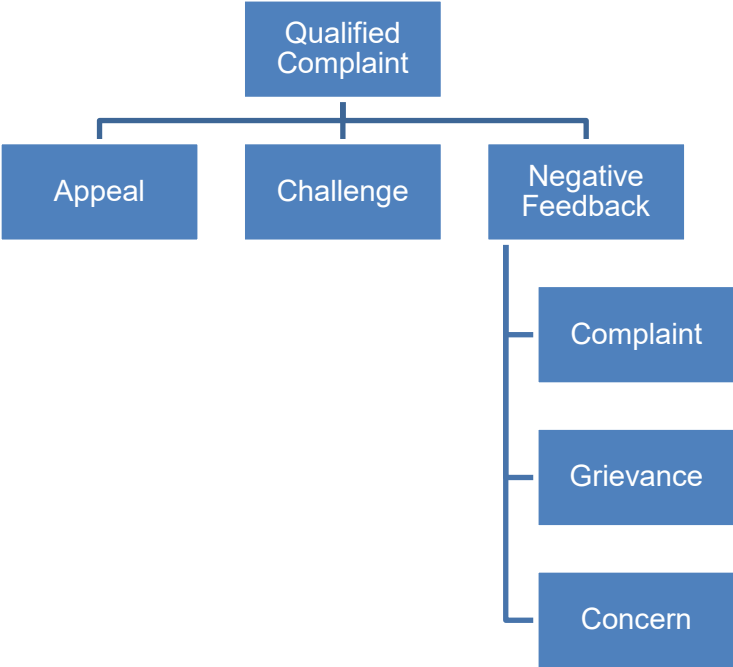 Qualified
Complaint
Appeal
Challenge
Negative
Feedback
Complaint
Grievance
Concern